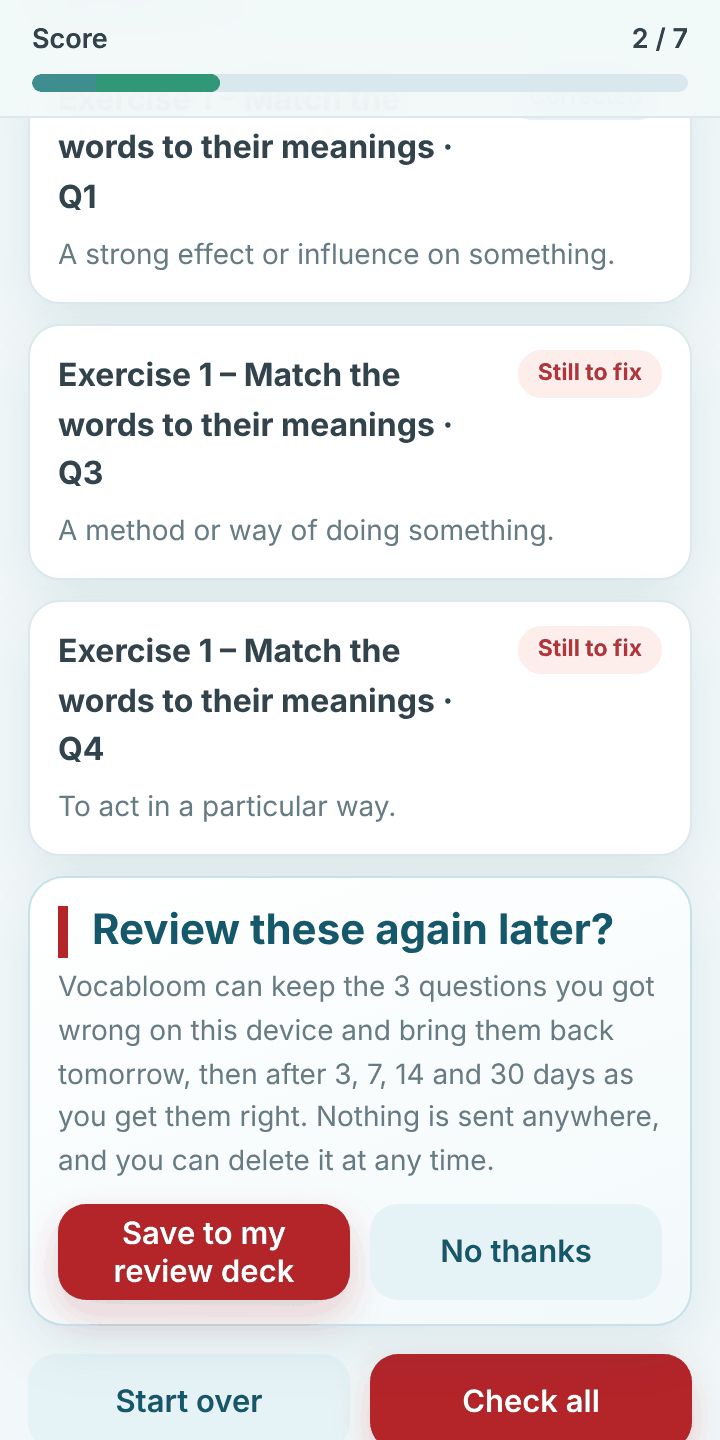 Score
2 / 7
Exercise 1 – Match the
words to their meanings ·
Q1
A strong effect or influence on something.
Exercise 1 – Match the
Still to fix
words to their meanings ·
Q3
A method or way of doing something.
Exercise 1 – Match the
Still to fix
words to their meanings ·
Q4
To act in a particular way.
Review these again later?
Vocabloom can keep the 3 questions you got
wrong on this device and bring them back
tomorrow, then after 3, 7, 14 and 30 days as
you get them right. Nothing is sent anywhere,
and you can delete it at any time.
Save to my
review deck
No thanks
Start over
Check all